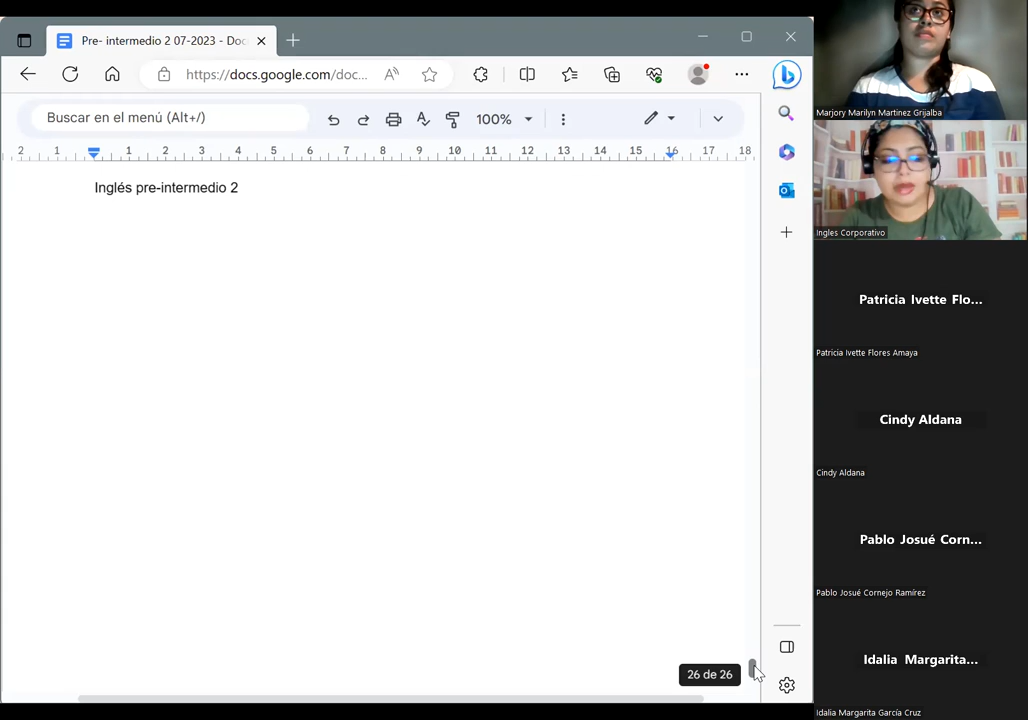 Pre- intermedio 2 07-2023 - Doc
https://docs.google.com/doc...
Buscar en el menú (Alt+/)
100%
2 1 1 2 3 4 5 6 7 8 9 10 11 12 13 14 15 16 17 18
Inglés pre-intermedio 2
26 de 26
Marjory Marilyn Martinez Grijalba
Ingles Corporativo
Patricia Ivette Flo...
Patricia Ivette Flores Amaya
Cindy Aldana
Cindy Aldana
Pablo Josué Corn...
Pablo Josué Cornejo Ramírez
Idalia Margarita...
Idalia Margarita García Cruz